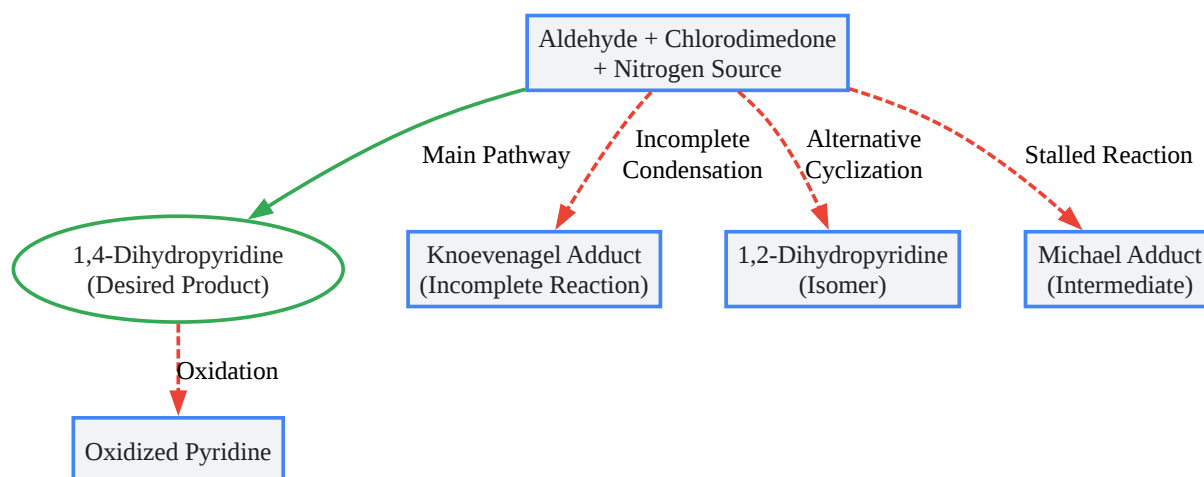 Aldehyde + Chlorodimedone
+ Nitrogen Source
Main Pathway
Incomplete
Condensation
Alternative
Cyclization
Stalled Reaction
1,4-Dihydropyridine
(Desired Product)
Knoevenagel Adduct
(Incomplete Reaction)
1,2-Dihydropyridine
(Isomer)
Michael Adduct
(Intermediate)
Oxidation
Oxidized Pyridine